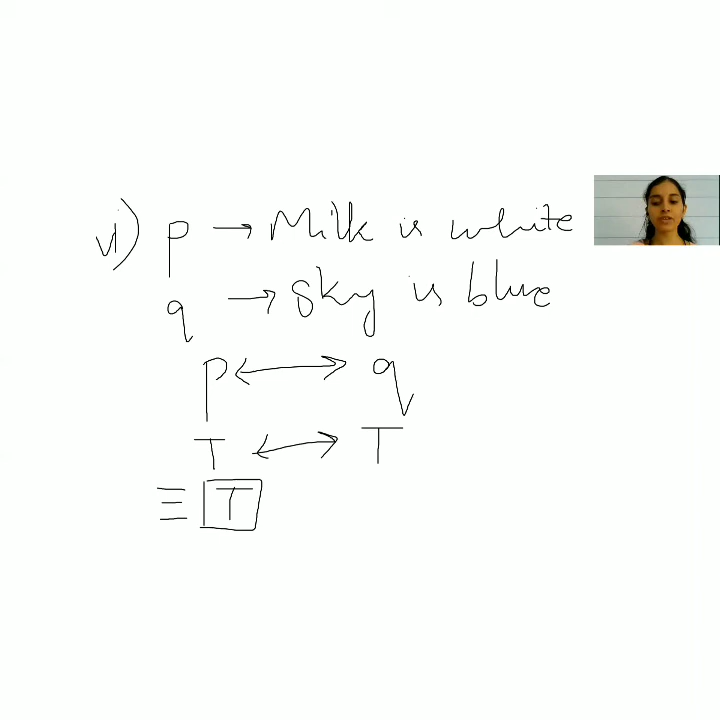 vi) p → Milk is white
q → Sky is blue
p ↔ q
T ↔ T
≡ T